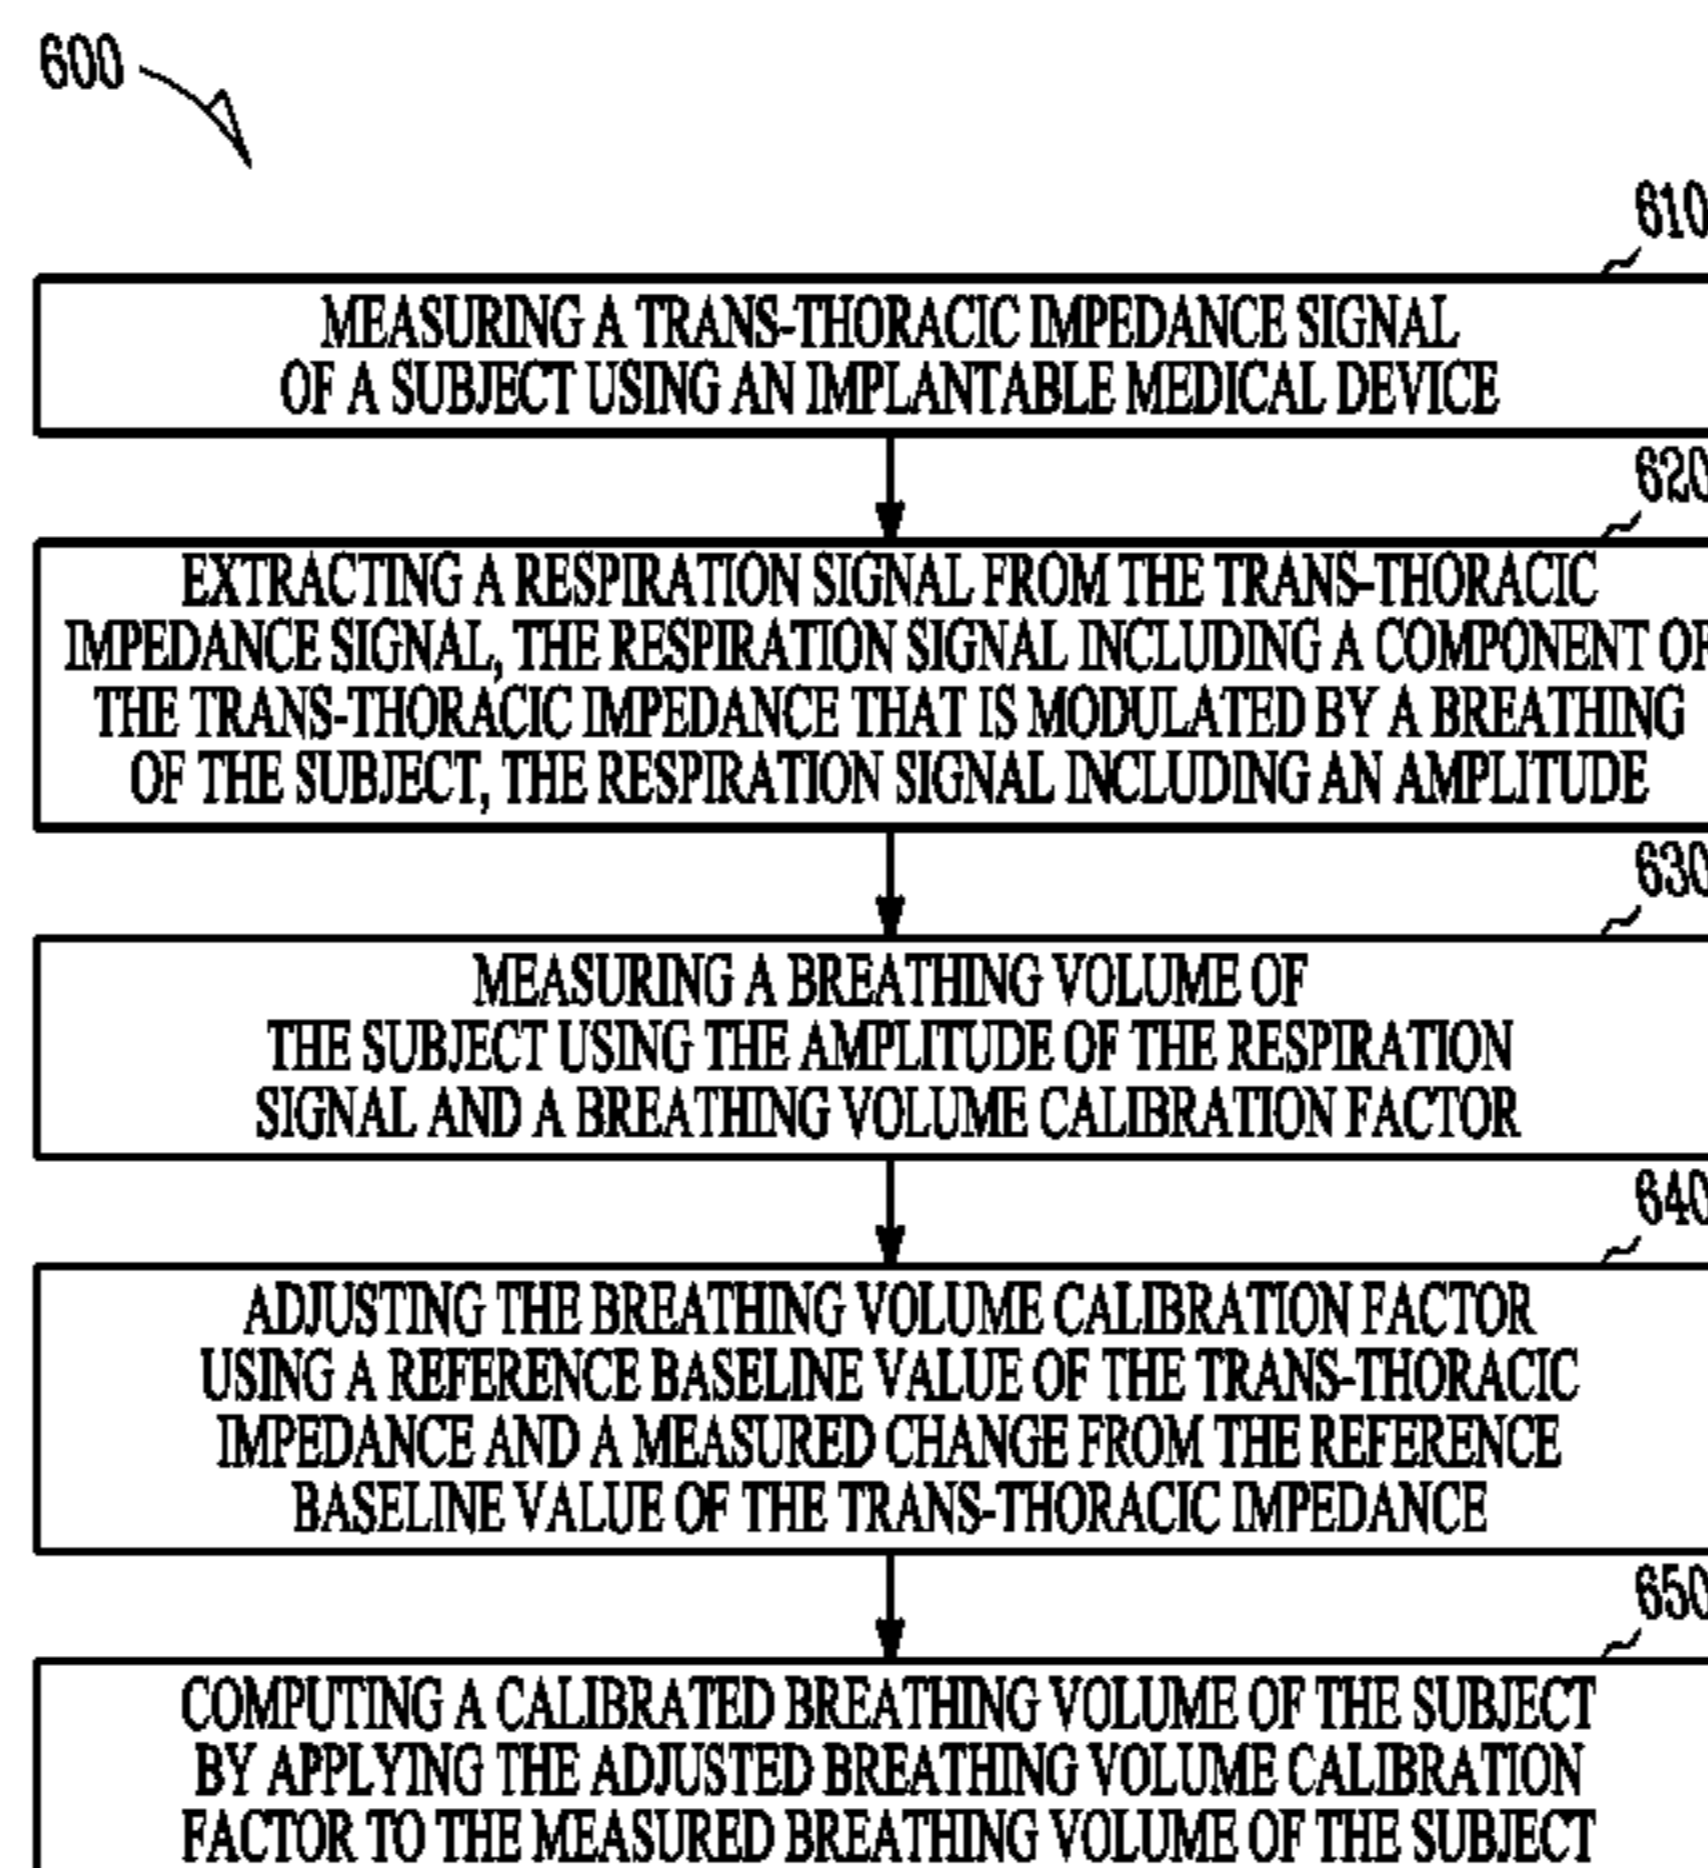 600
610
MEASURING A TRANS-THORACIC IMPEDANCE SIGNAL
OF A SUBJECT USING AN IMPLANTABLE MEDICAL DEVICE
620
EXTRACTING A RESPIRATION SIGNAL FROM THE TRANS-THORACIC
IMPEDANCE SIGNAL, THE RESPIRATION SIGNAL INCLUDING A COMPONENT OF
THE TRANS-THORACIC IMPEDANCE THAT IS MODULATED BY A BREATHING
OF THE SUBJECT, THE RESPIRATION SIGNAL INCLUDING AN AMPLITUDE
630
MEASURING A BREATHING VOLUME OF
THE SUBJECT USING THE AMPLITUDE OF THE RESPIRATION
SIGNAL AND A BREATHING VOLUME CALIBRATION FACTOR
640
ADJUSTING THE BREATHING VOLUME CALIBRATION FACTOR
USING A REFERENCE BASELINE VALUE OF THE TRANS-THORACIC
IMPEDANCE AND A MEASURED CHANGE FROM THE REFERENCE
BASELINE VALUE OF THE TRANS-THORACIC IMPEDANCE
650
COMPUTING A CALIBRATED BREATHING VOLUME OF THE SUBJECT
BY APPLYING THE ADJUSTED BREATHING VOLUME CALIBRATION
FACTOR TO THE MEASURED BREATHING VOLUME OF THE SUBJECT